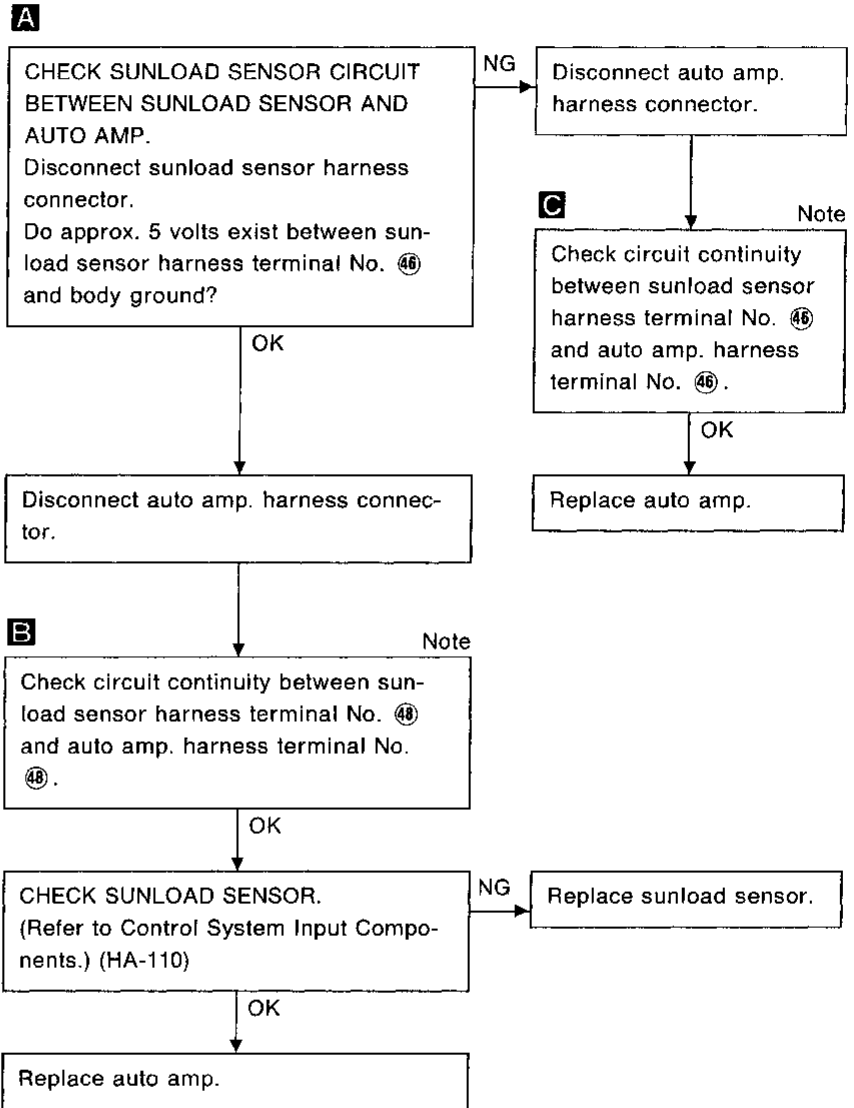 A
CHECK SUNLOAD SENSOR CIRCUIT
BETWEEN SUNLOAD SENSOR AND
AUTO AMP.
Disconnect sunload sensor harness
connector.
Do approx. 5 volts exist between sun-
load sensor harness terminal No. ㊻
and body ground?
NG
Disconnect auto amp.
harness connector.
C
Note
Check circuit continuity
between sunload sensor
harness terminal No. ㊻
and auto amp. harness
terminal No. ㊻.
OK
Replace auto amp.
OK
Disconnect auto amp. harness connec-
tor.
B
Note
Check circuit continuity between sun-
load sensor harness terminal No. ㊽
and auto amp. harness terminal No.
㊽.
OK
CHECK SUNLOAD SENSOR.
(Refer to Control System Input Compo-
nents.) (HA-110)
NG
Replace sunload sensor.
OK
Replace auto amp.